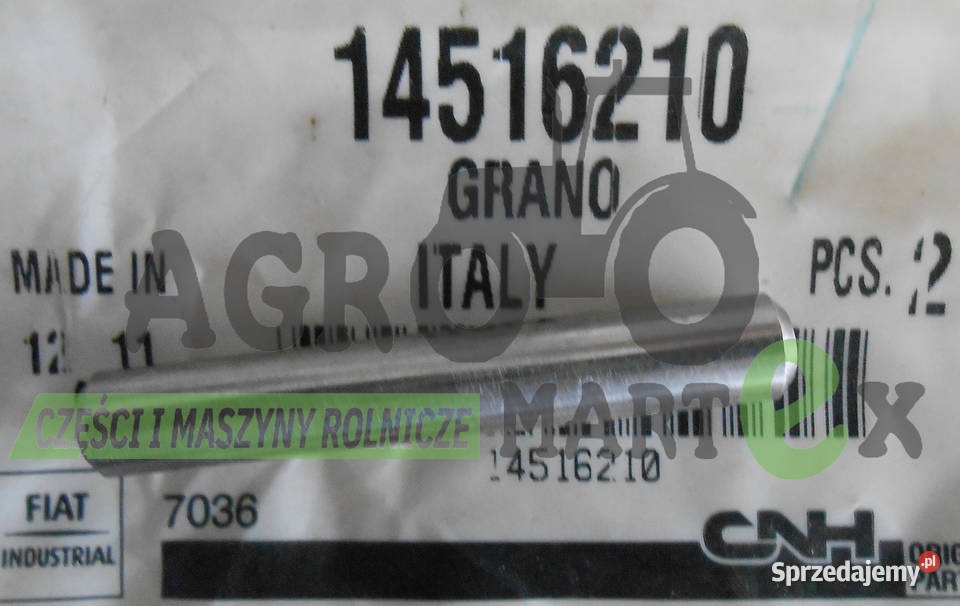 14516210
GRANO
MADE IN ITALY PCS. 2
12 11
AGRO
MARTeX
CZĘŚCI I MASZYNY ROLNICZE
14516210
FIAT
INDUSTRIAL
7036
CNH
Sprzedajemy.pl